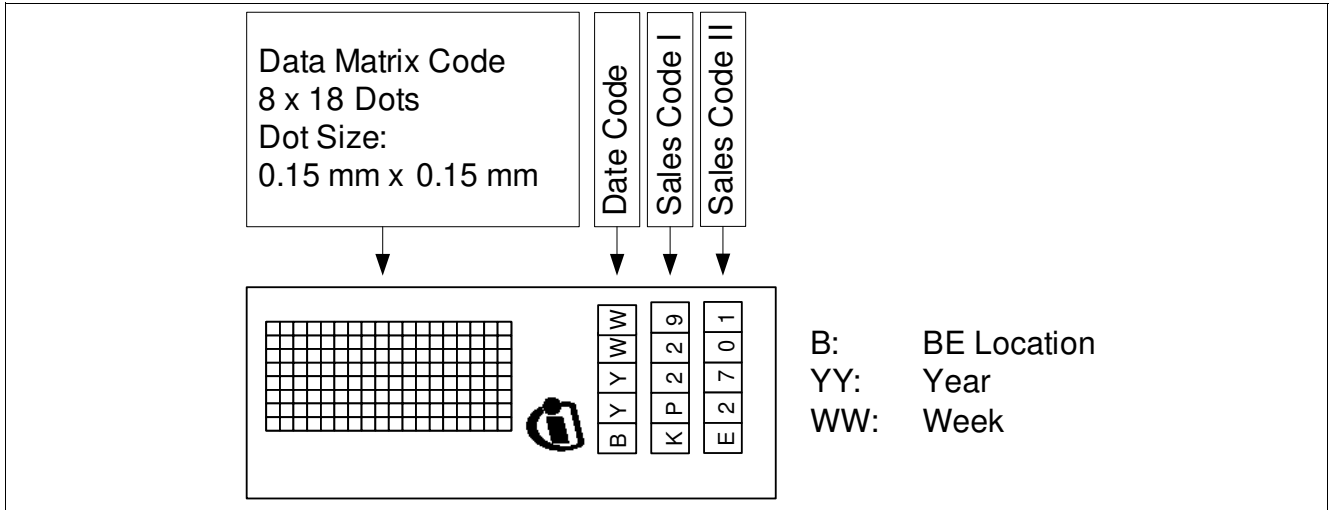 Data Matrix Code
8 x 18 Dots
Dot Size:
0.15 mm x 0.15 mm
Date Code
Sales Code I
Sales Code II
BYYWW
KP229
E2701
B: BE Location
YY: Year
WW: Week